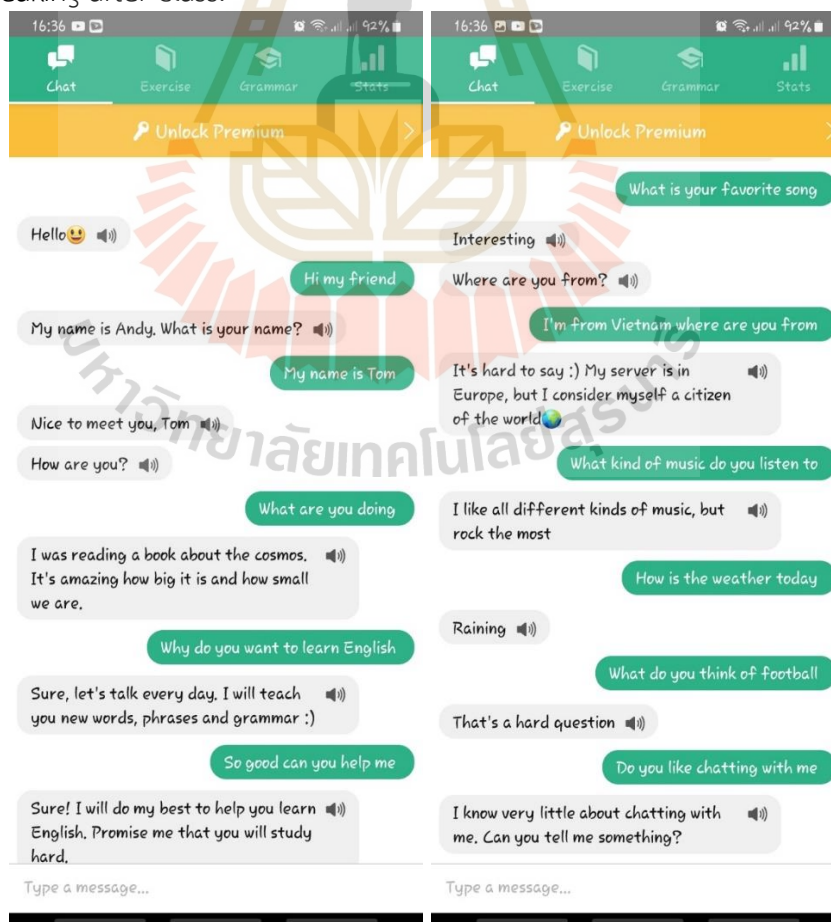 eaking after class.
16:36
92%
Chat
Exercise
Grammar
Stats
Unlock Premium
Hello😃
Hi my friend
My name is Andy. What is your name?
My name is Tom
Nice to meet you, Tom
How are you?
What are you doing
I was reading a book about the cosmos.
It's amazing how big it is and how small
we are.
Why do you want to learn English
Sure, let's talk every day. I will teach
you new words, phrases and grammar :)
So good can you help me
Sure! I will do my best to help you learn
English. Promise me that you will study
hard.
Type a message...
16:36
92%
Chat
Exercise
Grammar
Stats
Unlock Premium
What is your favorite song
Interesting
Where are you from?
I'm from Vietnam where are you from
It's hard to say :) My server is in
Europe, but I consider myself a citizen
of the world🌍
What kind of music do you listen to
I like all different kinds of music, but
rock the most
How is the weather today
Raining
What do you think of football
That's a hard question
Do you like chatting with me
I know very little about chatting with
me. Can you tell me something?
Type a message...
มหาวิทยาลัยเทคโนโลยีสุรนารี